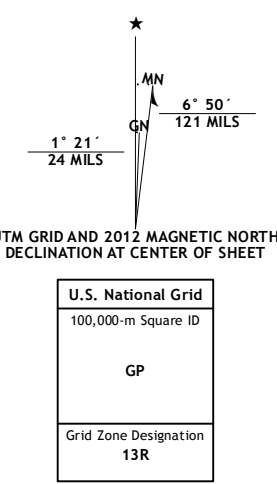 ★
MN
GN
6° 50´
121 MILS
1° 21´
24 MILS
UTM GRID AND 2012 MAGNETIC NORTH
DECLINATION AT CENTER OF SHEET
U.S. National Grid
100,000-m Square ID
GP
Grid Zone Designation
13R